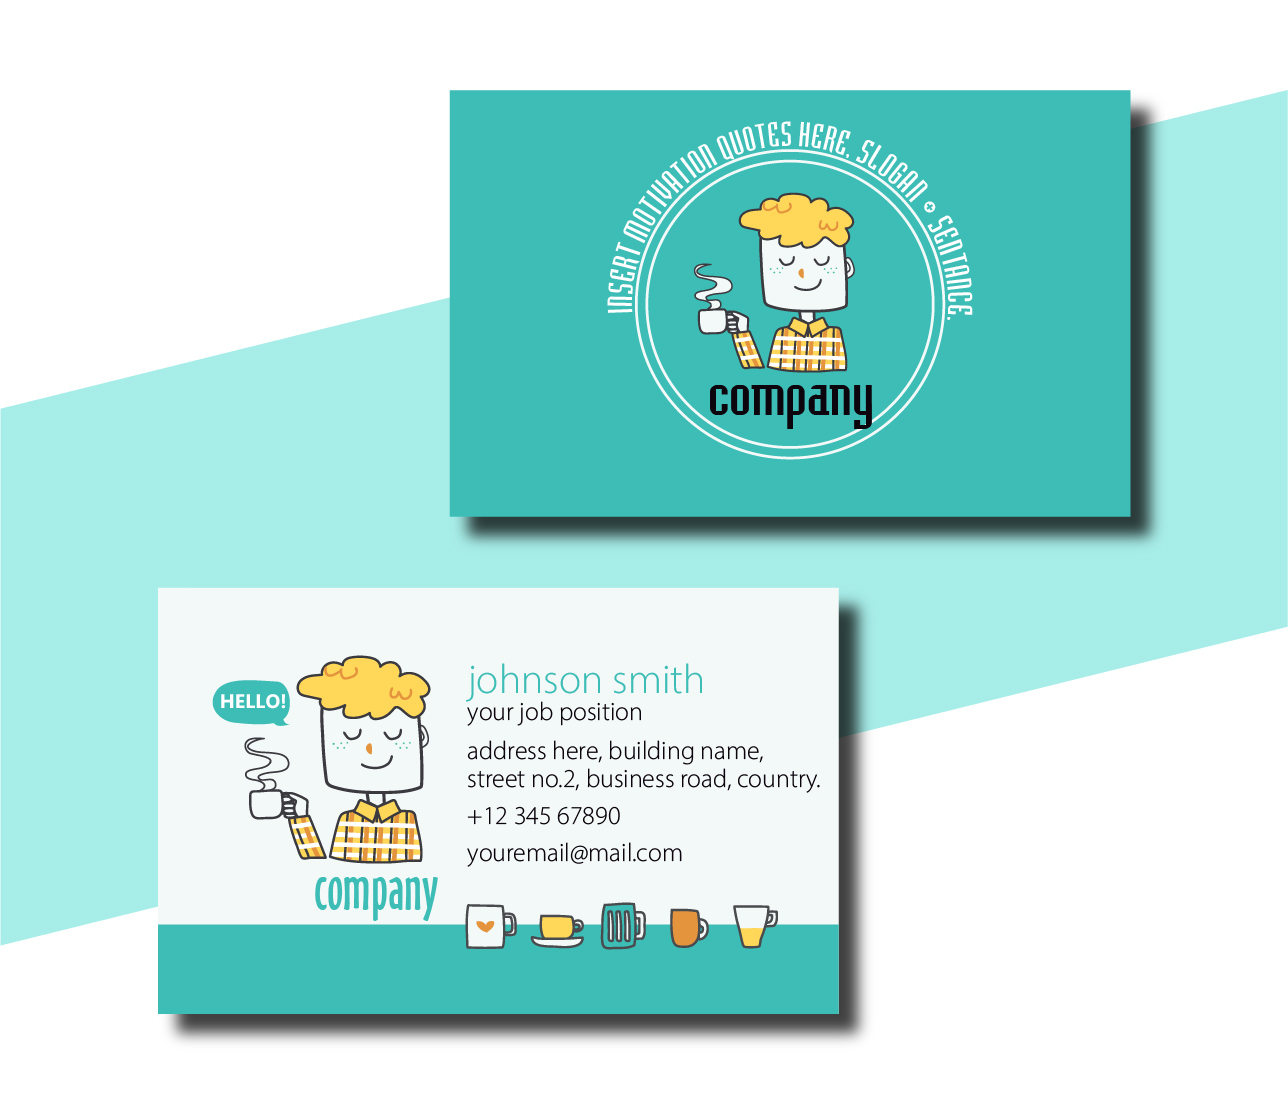 INSERT MOTIVATION QUOTES HERE. SLOGAN * SENTANCE.
company
HELLO!
company
johnson smith
your job position
address here, building name,
street no.2, business road, country.
+12 345 67890
youremail@mail.com